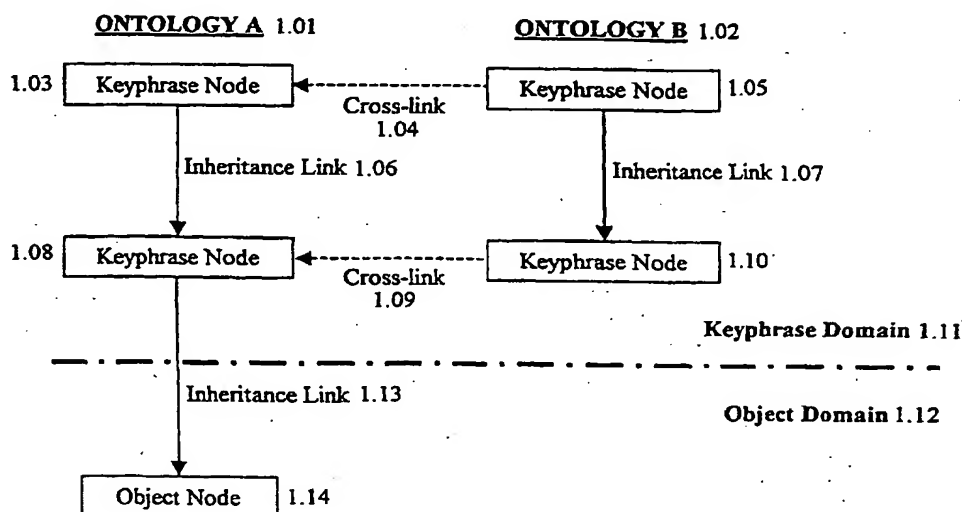 ONTOLOGY A 1.01
ONTOLOGY B 1.02
1.03 Keyphrase Node
Keyphrase Node 1.05
Cross-link
1.04
Inheritance Link 1.06
Inheritance Link 1.07
1.08 Keyphrase Node
Keyphrase Node 1.10
Cross-link
1.09
Keyphrase Domain 1.11
Inheritance Link 1.13
Object Domain 1.12
Object Node 1.14